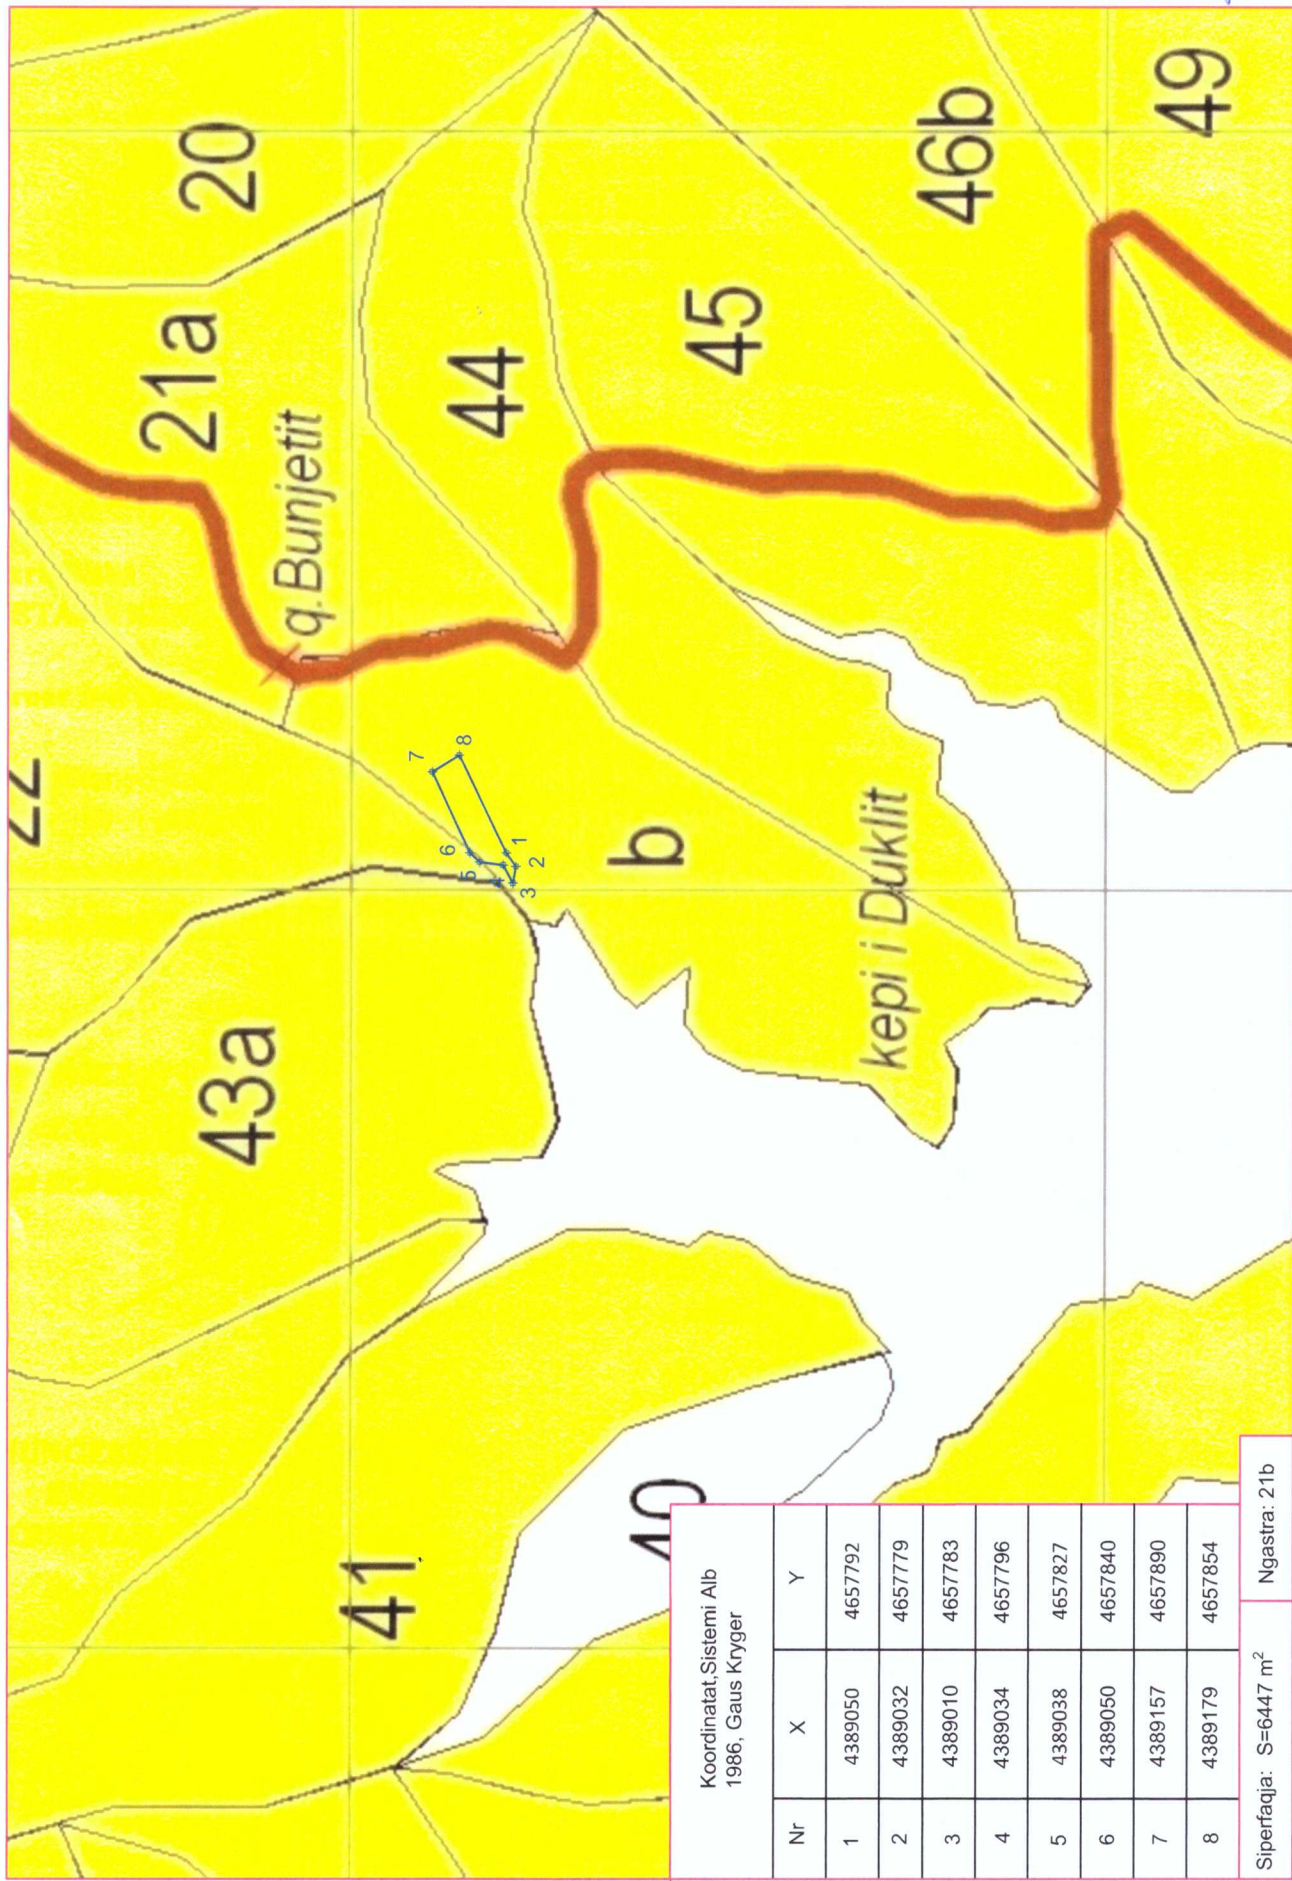 22
21a
20
q.Bunjetit
43a
44
45
46b
49
41
b
kepi i Duklit
40
5
6
7
8
1
2
3
Koordinatat,Sistemi Alb
1986, Gaus Kryger
Nr X Y
1 4389050 4657792
2 4389032 4657779
3 4389010 4657783
4 4389034 4657796
5 4389038 4657827
6 4389050 4657840
7 4389157 4657890
8 4389179 4657854
Siperfaqja: S=6447 m² Ngastra: 21b